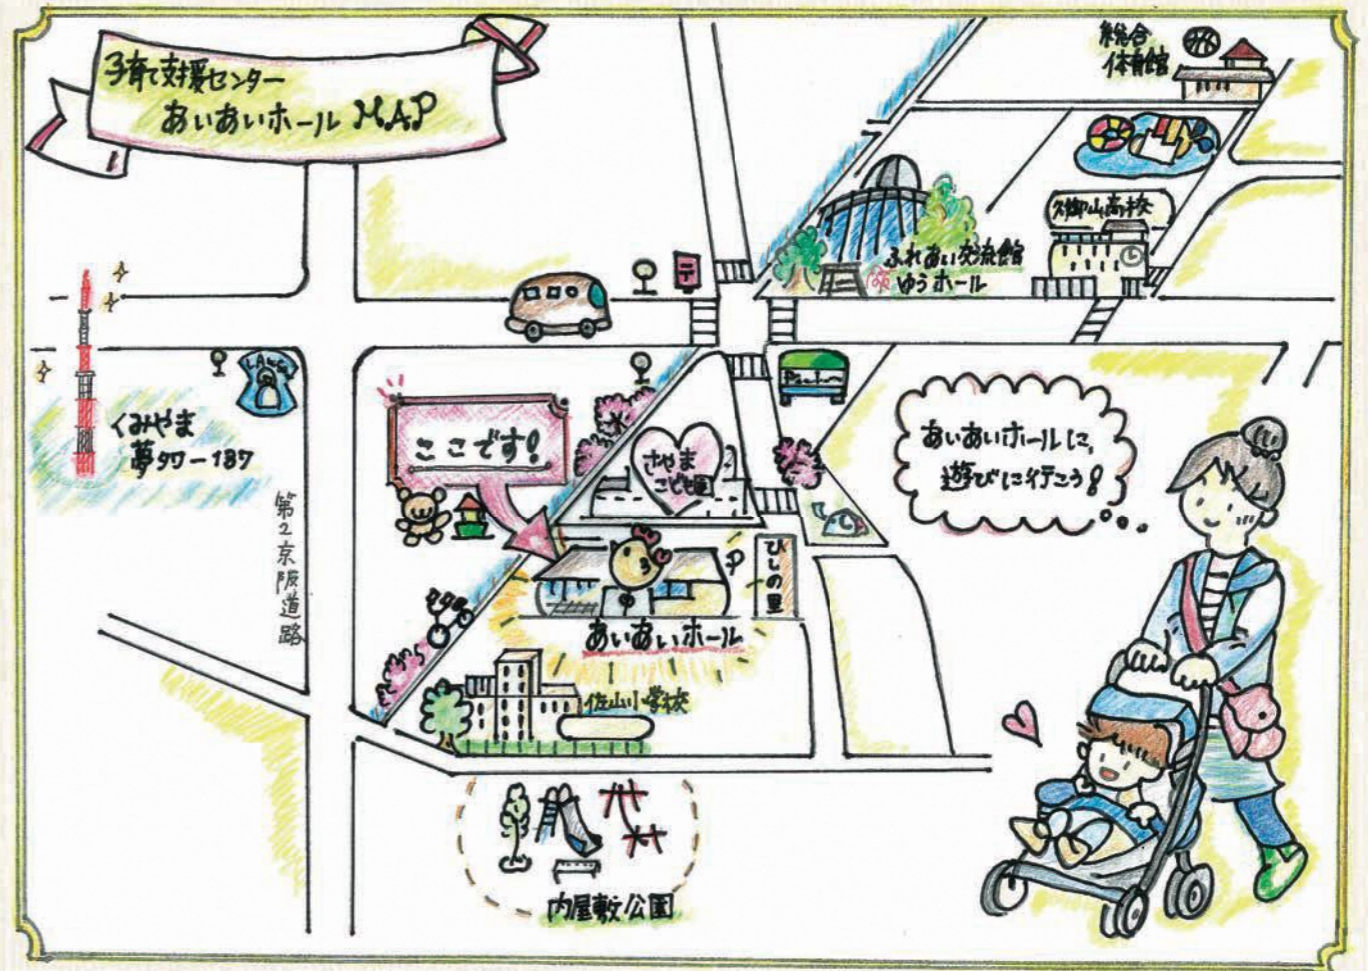 子育て支援センター
あいあいホール M.A.P
総合
体育館
久御山高校
ふれあい交流館
ゆうホール
〒
LAWSON
くみやま
夢タワー187
第2京阪道路
ここです!
さやま
こども園
あいあいホールに、
遊びに行こう!
P
ひしの里
あいあいホール
佐山小学校
内屋敷公園